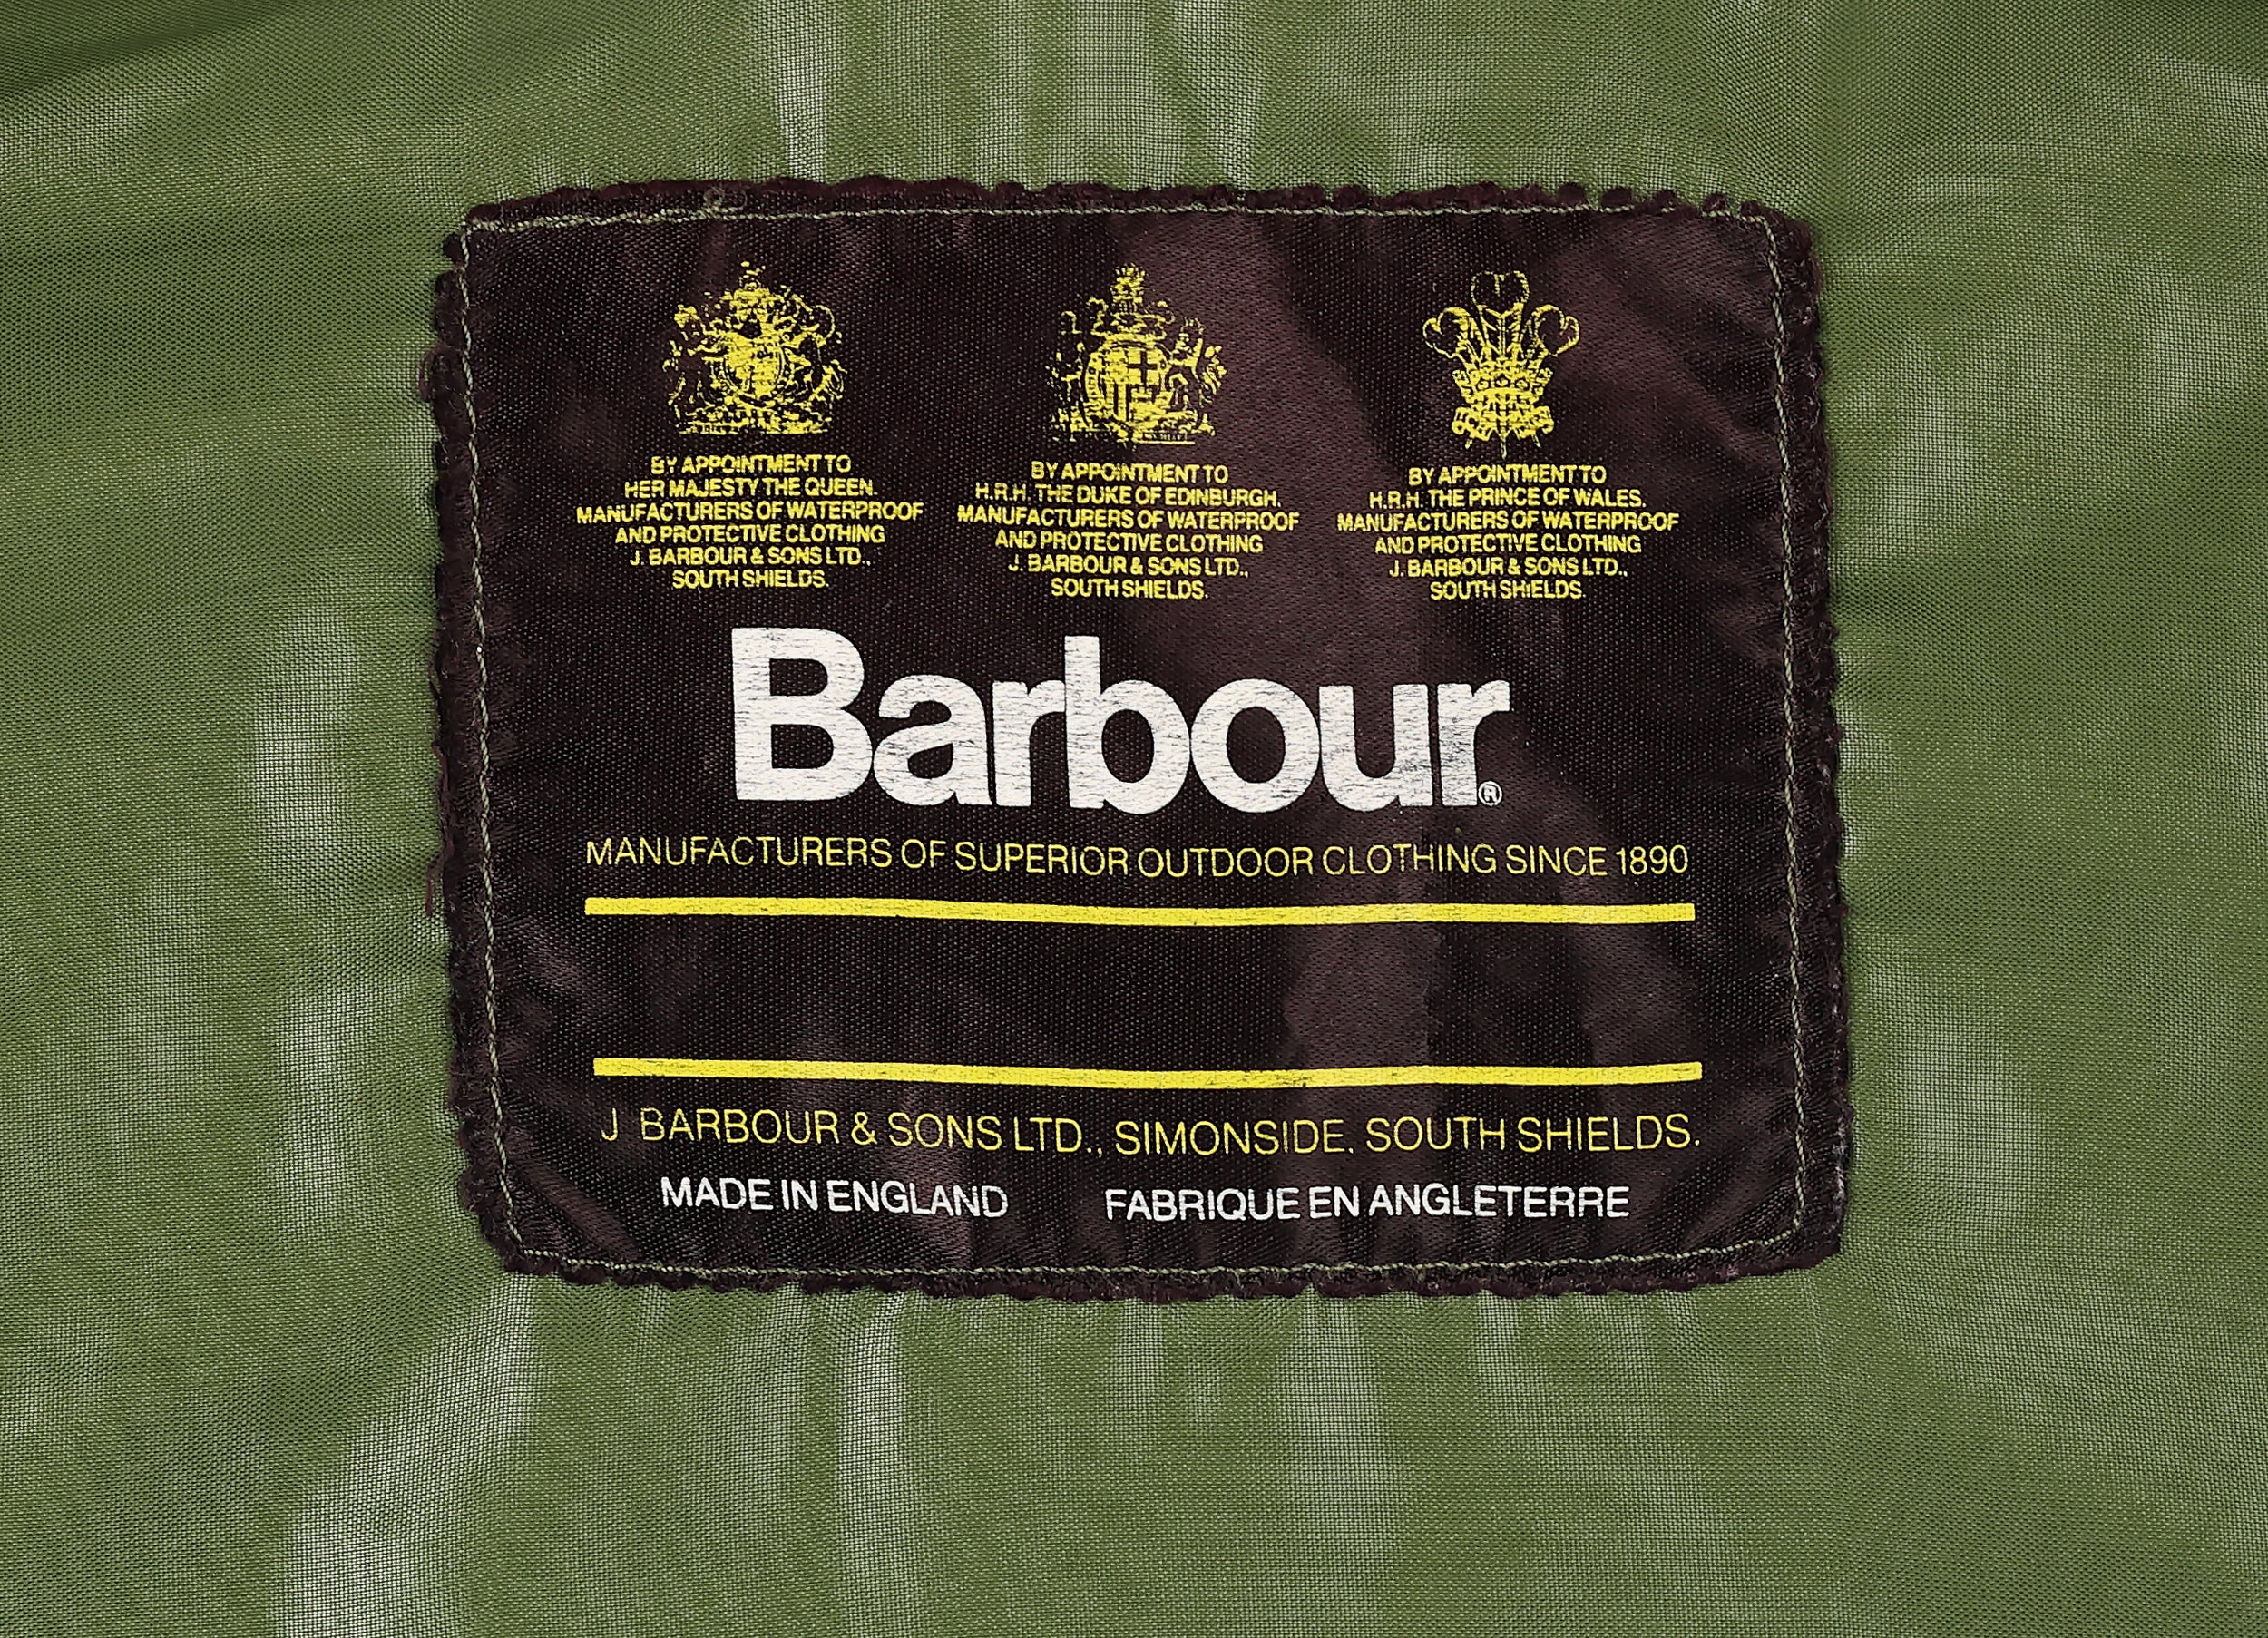 BY APPOINTMENT TO
HER MAJESTY THE QUEEN.
MANUFACTURERS OF WATERPROOF
AND PROTECTIVE CLOTHING
J. BARBOUR & SONS LTD.,
SOUTH SHIELDS.
BY APPOINTMENT TO
H.R.H. THE DUKE OF EDINBURGH.
MANUFACTURERS OF WATERPROOF
AND PROTECTIVE CLOTHING
J. BARBOUR & SONS LTD.,
SOUTH SHIELDS.
BY APPOINTMENT TO
H.R.H. THE PRINCE OF WALES.
MANUFACTURERS OF WATERPROOF
AND PROTECTIVE CLOTHING
J. BARBOUR & SONS LTD.,
SOUTH SHIELDS.
Barbour®
MANUFACTURERS OF SUPERIOR OUTDOOR CLOTHING SINCE 1890
J BARBOUR & SONS LTD., SIMONSIDE. SOUTH SHIELDS.
MADE IN ENGLAND FABRIQUE EN ANGLETERRE